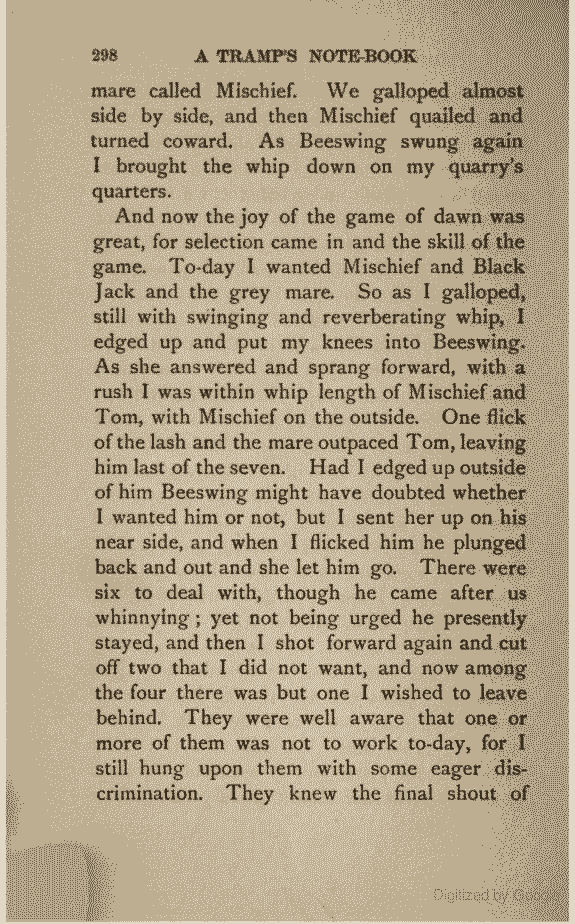 298 A TRAMP'S NOTE-BOOK
mare called Mischief. We galloped almost
side by side, and then Mischief quailed and
turned coward. As Beeswing swung again
I brought the whip down on my quarry's
quarters.
And now the joy of the game of dawn was
great, for selection came in and the skill of the
game. To-day I wanted Mischief and Black
Jack and the grey mare. So as I galloped,
still with swinging and reverberating whip, I
edged up and put my knees into Beeswing.
As she answered and sprang forward, with a
rush I was within whip length of Mischief and
Tom, with Mischief on the outside. One flick
of the lash and the mare outpaced Tom, leaving
him last of the seven. Had I edged up outside
of him Beeswing might have doubted whether
I wanted him or not, but I sent her up on his
near side, and when I flicked him he plunged
back and out and she let him go. There were
six to deal with, though he came after us
whinnying ; yet not being urged he presently
stayed, and then I shot forward again and cut
off two that I did not want, and now among
the four there was but one I wished to leave
behind. They were well aware that one or
more of them was not to work to-day, for I
still hung upon them with some eager dis-
crimination. They knew the final shout of
Digitized by Google